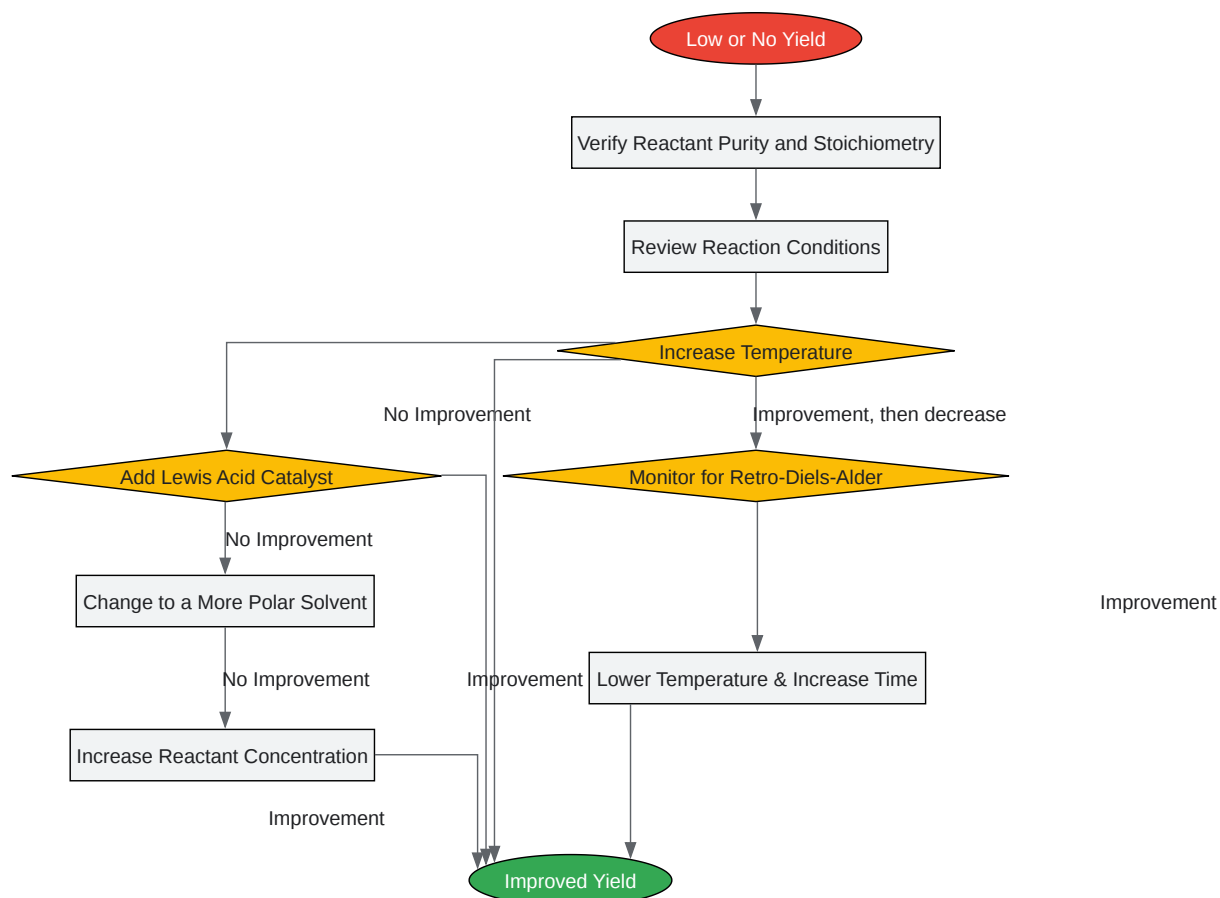 Low or No Yield
Verify Reactant Purity and Stoichiometry
Review Reaction Conditions
Increase Temperature
No Improvement
Improvement, then decrease
Add Lewis Acid Catalyst
Monitor for Retro-Diels-Alder
No Improvement
Change to a More Polar Solvent
Improvement
No Improvement
Improvement
Lower Temperature & Increase Time
Increase Reactant Concentration
Improvement
Improved Yield